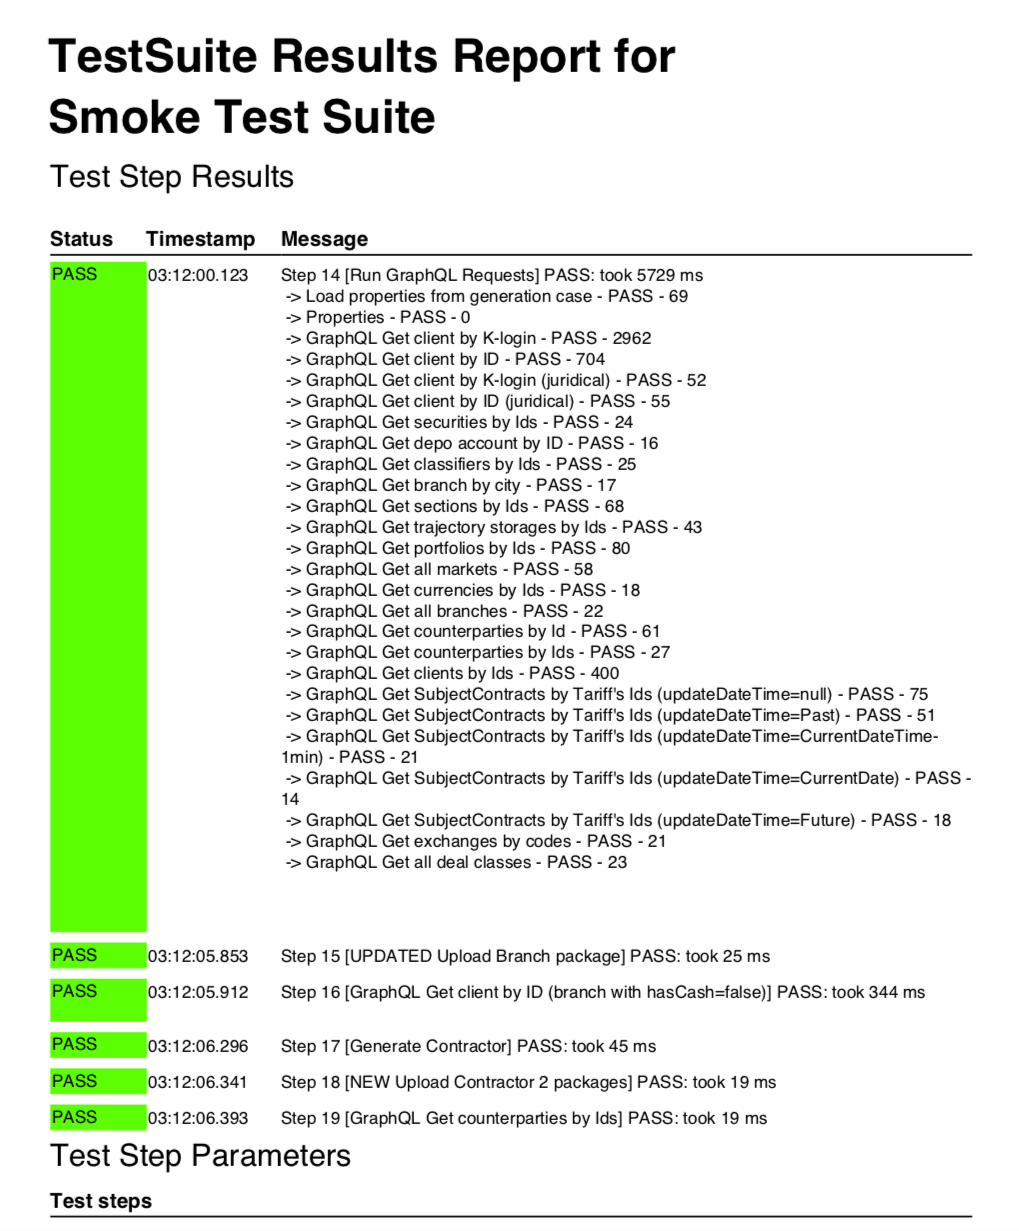 TestSuite Results Report for
Smoke Test Suite
Test Step Results
Status Timestamp Message
PASS 03:12:00.123 Step 14 [Run GraphQL Requests] PASS: took 5729 ms
-> Load properties from generation case - PASS - 69
-> Properties - PASS - 0
-> GraphQL Get client by K-login - PASS - 2962
-> GraphQL Get client by ID - PASS - 704
-> GraphQL Get client by K-login (juridical) - PASS - 52
-> GraphQL Get client by ID (juridical) - PASS - 55
-> GraphQL Get securities by Ids - PASS - 24
-> GraphQL Get depo account by ID - PASS - 16
-> GraphQL Get classifiers by Ids - PASS - 25
-> GraphQL Get branch by city - PASS - 17
-> GraphQL Get sections by Ids - PASS - 68
-> GraphQL Get trajectory storages by Ids - PASS - 43
-> GraphQL Get portfolios by Ids - PASS - 80
-> GraphQL Get all markets - PASS - 58
-> GraphQL Get currencies by Ids - PASS - 18
-> GraphQL Get all branches - PASS - 22
-> GraphQL Get counterparties by Id - PASS - 61
-> GraphQL Get counterparties by Ids - PASS - 27
-> GraphQL Get clients by Ids - PASS - 400
-> GraphQL Get SubjectContracts by Tariff's Ids (updateDateTime=null) - PASS - 75
-> GraphQL Get SubjectContracts by Tariff's Ids (updateDateTime=Past) - PASS - 51
-> GraphQL Get SubjectContracts by Tariff's Ids (updateDateTime=CurrentDateTime-
1min) - PASS - 21
-> GraphQL Get SubjectContracts by Tariff's Ids (updateDateTime=CurrentDate) - PASS -
14
-> GraphQL Get SubjectContracts by Tariff's Ids (updateDateTime=Future) - PASS - 18
-> GraphQL Get exchanges by codes - PASS - 21
-> GraphQL Get all deal classes - PASS - 23
PASS 03:12:05.853 Step 15 [UPDATED Upload Branch package] PASS: took 25 ms
PASS 03:12:05.912 Step 16 [GraphQL Get client by ID (branch with hasCash=false)] PASS: took 344 ms
PASS 03:12:06.296 Step 17 [Generate Contractor] PASS: took 45 ms
PASS 03:12:06.341 Step 18 [NEW Upload Contractor 2 packages] PASS: took 19 ms
PASS 03:12:06.393 Step 19 [GraphQL Get counterparties by Ids] PASS: took 19 ms
Test Step Parameters
Test steps